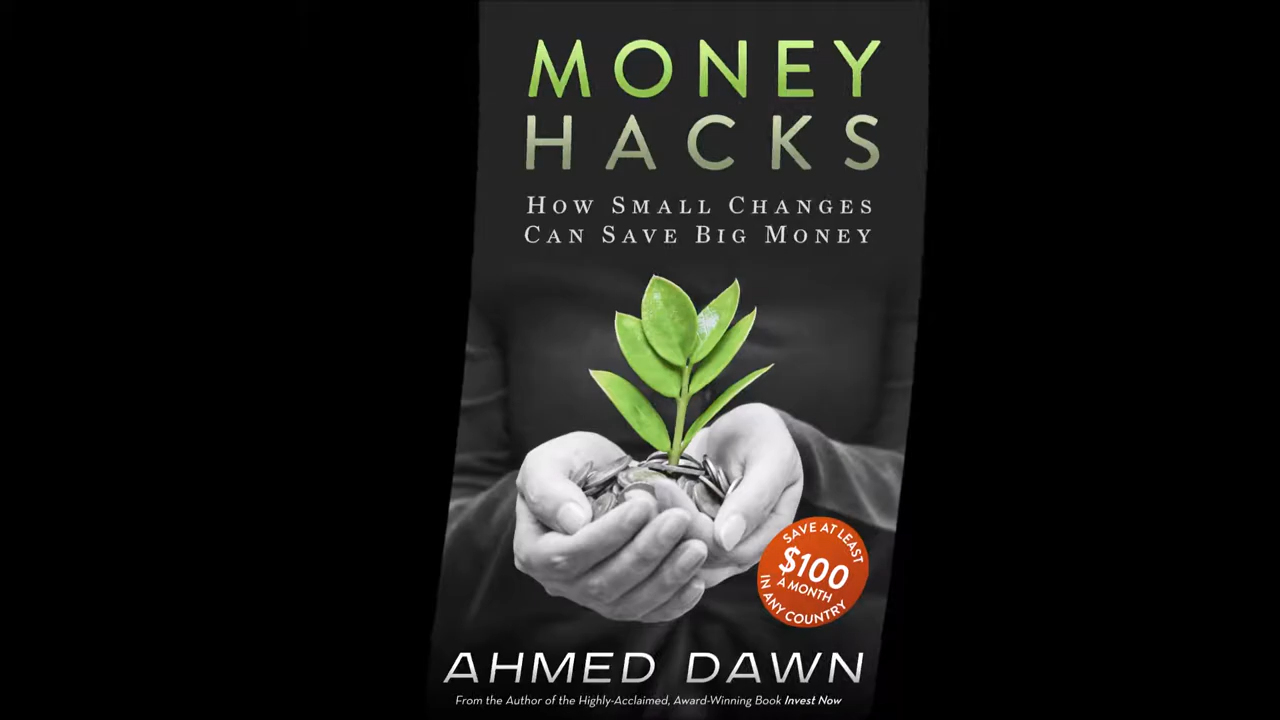 MONEY
HACKS
HOW SMALL CHANGES
CAN SAVE BIG MONEY
SAVE AT LEAST
$100
A MONTH
IN ANY COUNTRY
AHMED DAWN
From the Author of the Highly-Acclaimed, Award-Winning Book Invest Now